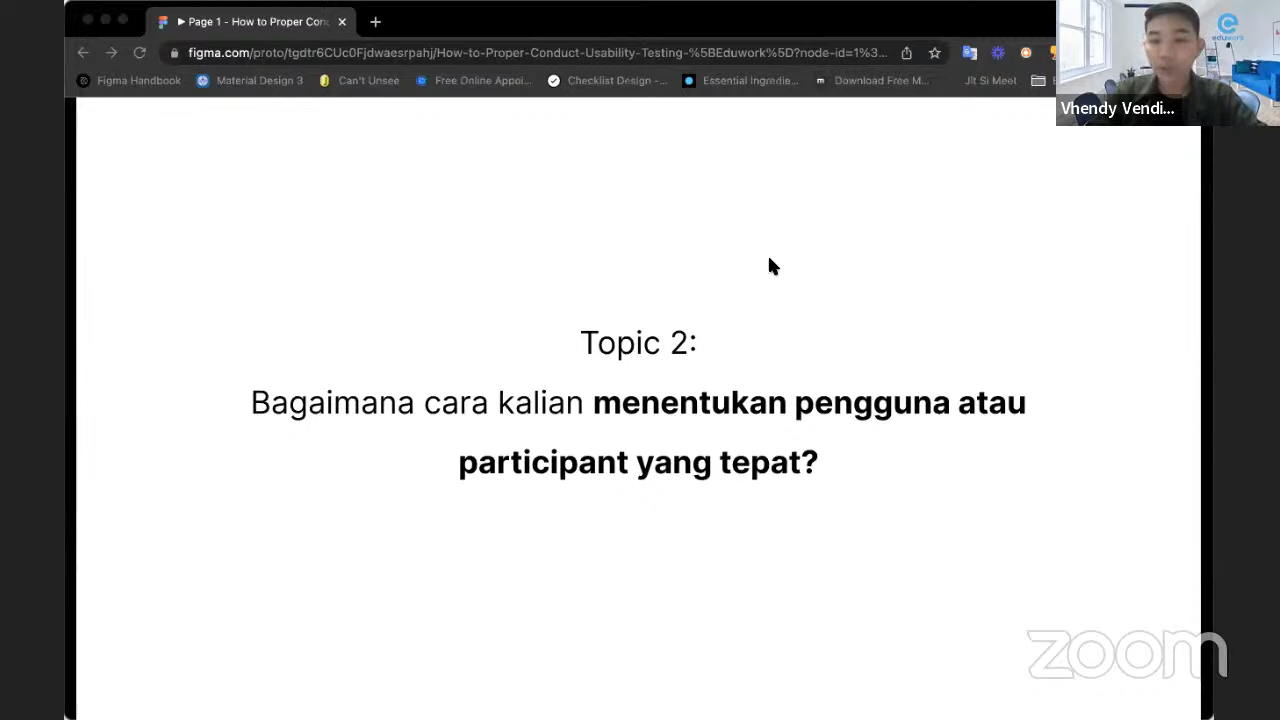 Page 1 - How to Proper Con
figma.com/proto/tgdtr6CUc0Fjdwaesrpahj/How-to-Proper-Conduct-Usability-Testing-%5BEduwork%5D?node-id=1%3...
Figma Handbook
Material Design 3
Can't Unsee
Free Online Appli...
Checklist Design -...
Essential Ingredie...
Download Free M...
Jit Si Meet
eduwork
Vhendy Vendi...
Topic 2:
Bagaimana cara kalian menentukan pengguna atau
participant yang tepat?
zoom